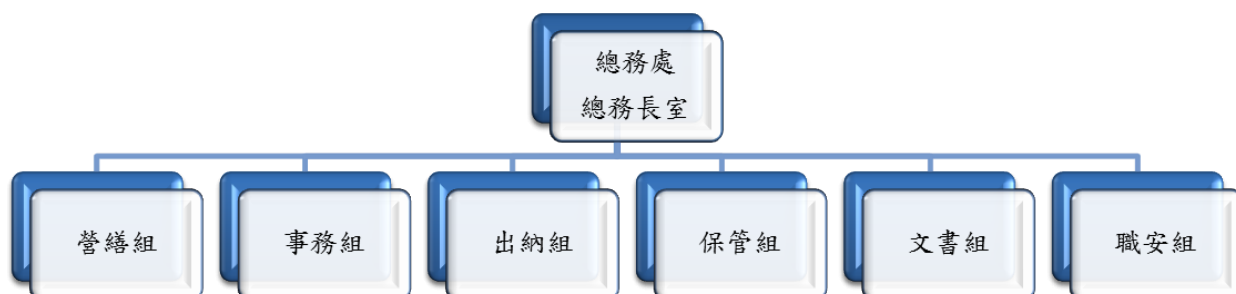 總務處
總務長室
營繕組
事務組
出納組
保管組
文書組
職安組